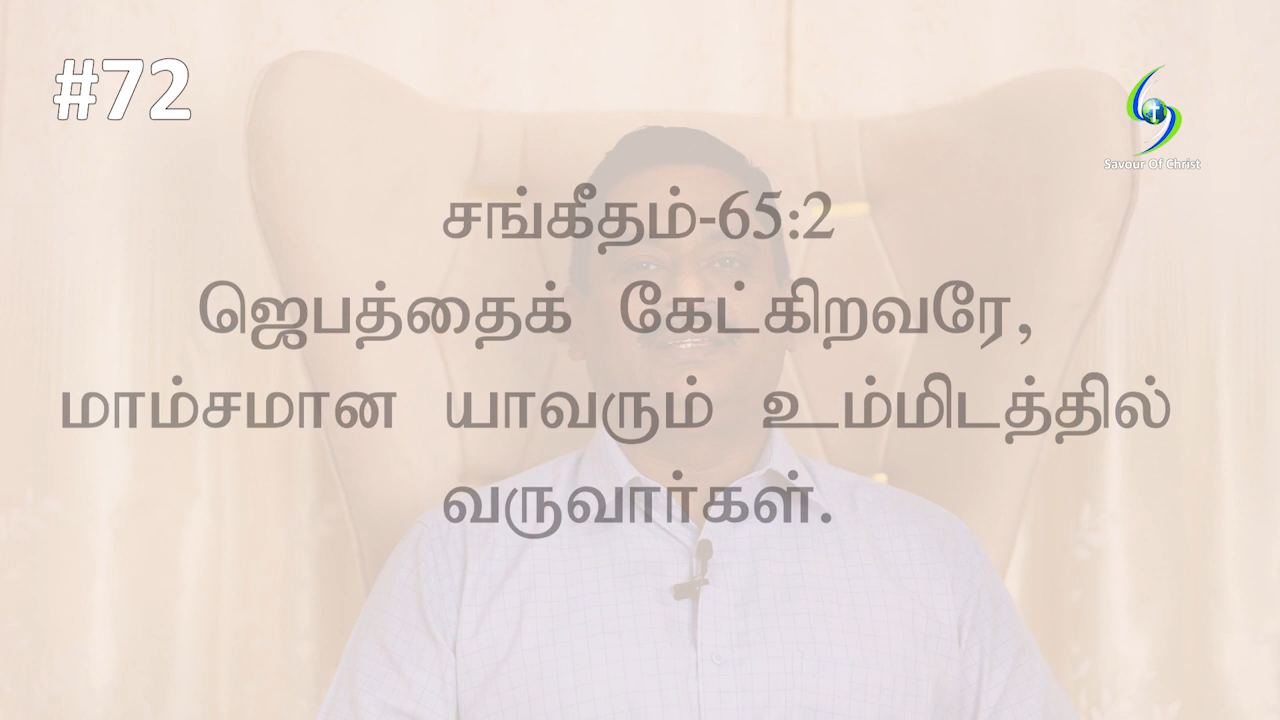 #72
Savour Of Christ
சங்கீதம்-65:2
ஜெபத்தைக் கேட்கிறவரே,
மாம்சமான யாவரும் உம்மிடத்தில்
வருவார்கள்.